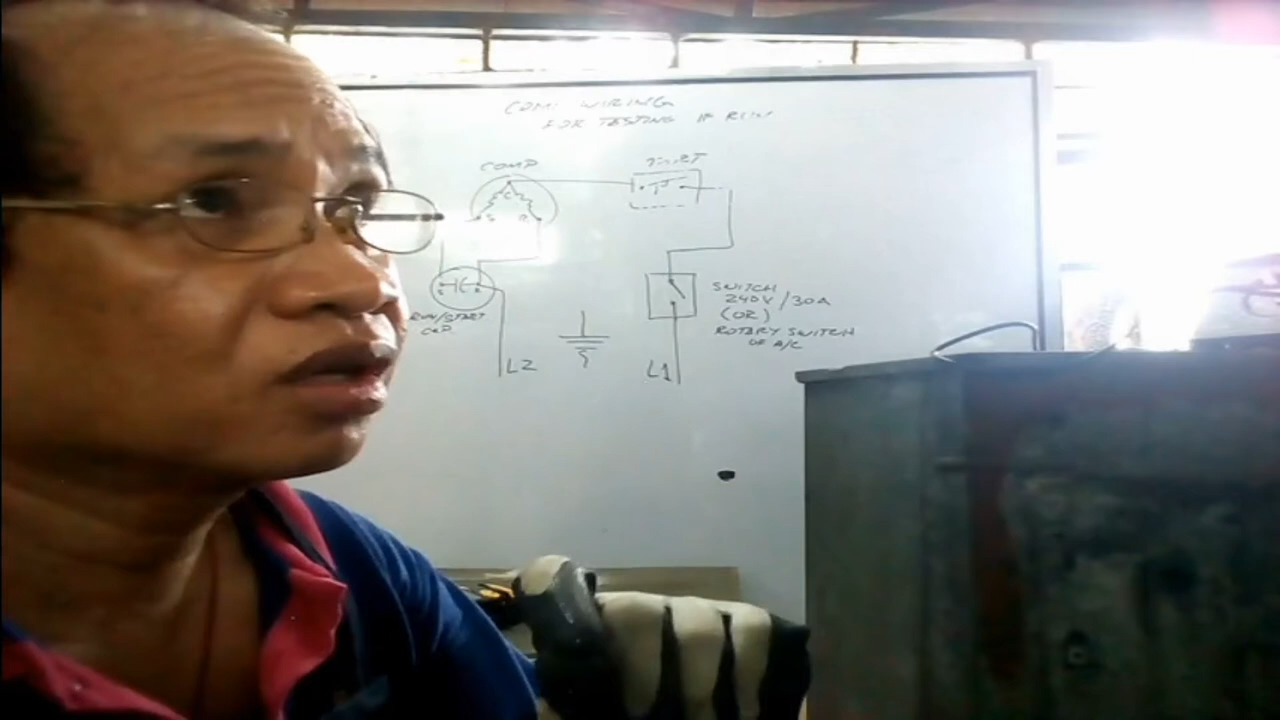 COMP WIRING
FOR TESTING IF RUN
COMP
C
S R
SWITCH
240V/30A
(OR)
ROTARY SWITCH
OF A/C
RUN/START
CAP
S R
L2
L1